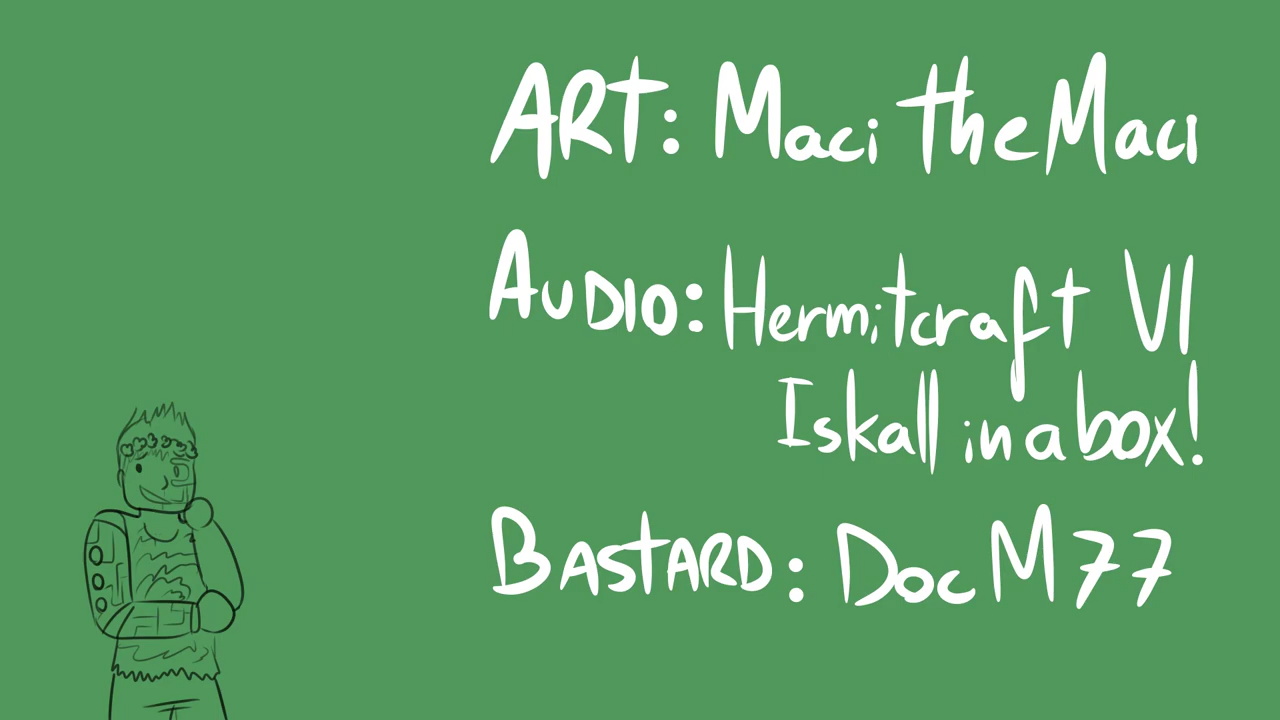 ART: Maci theMaci
AUDIO: Hermitcraft VI
Iskall in a box!
BASTARD: DocM77